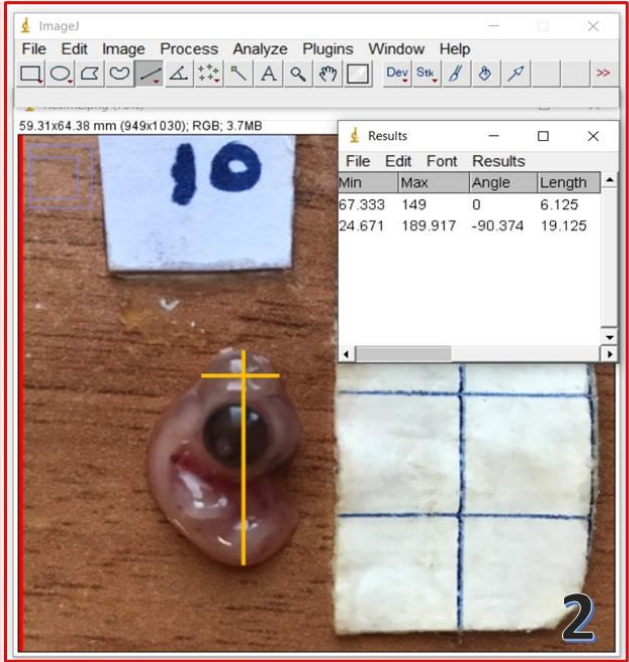 ImageJ
File Edit Image Process Analyze Plugins Window Help
Dev Stk >>
59.31x64.38 mm (949x1030); RGB; 3.7MB
Results
File Edit Font Results
Min Max Angle Length
67.333 149 0 6.125
24.671 189.917 -90.374 19.125
10
2